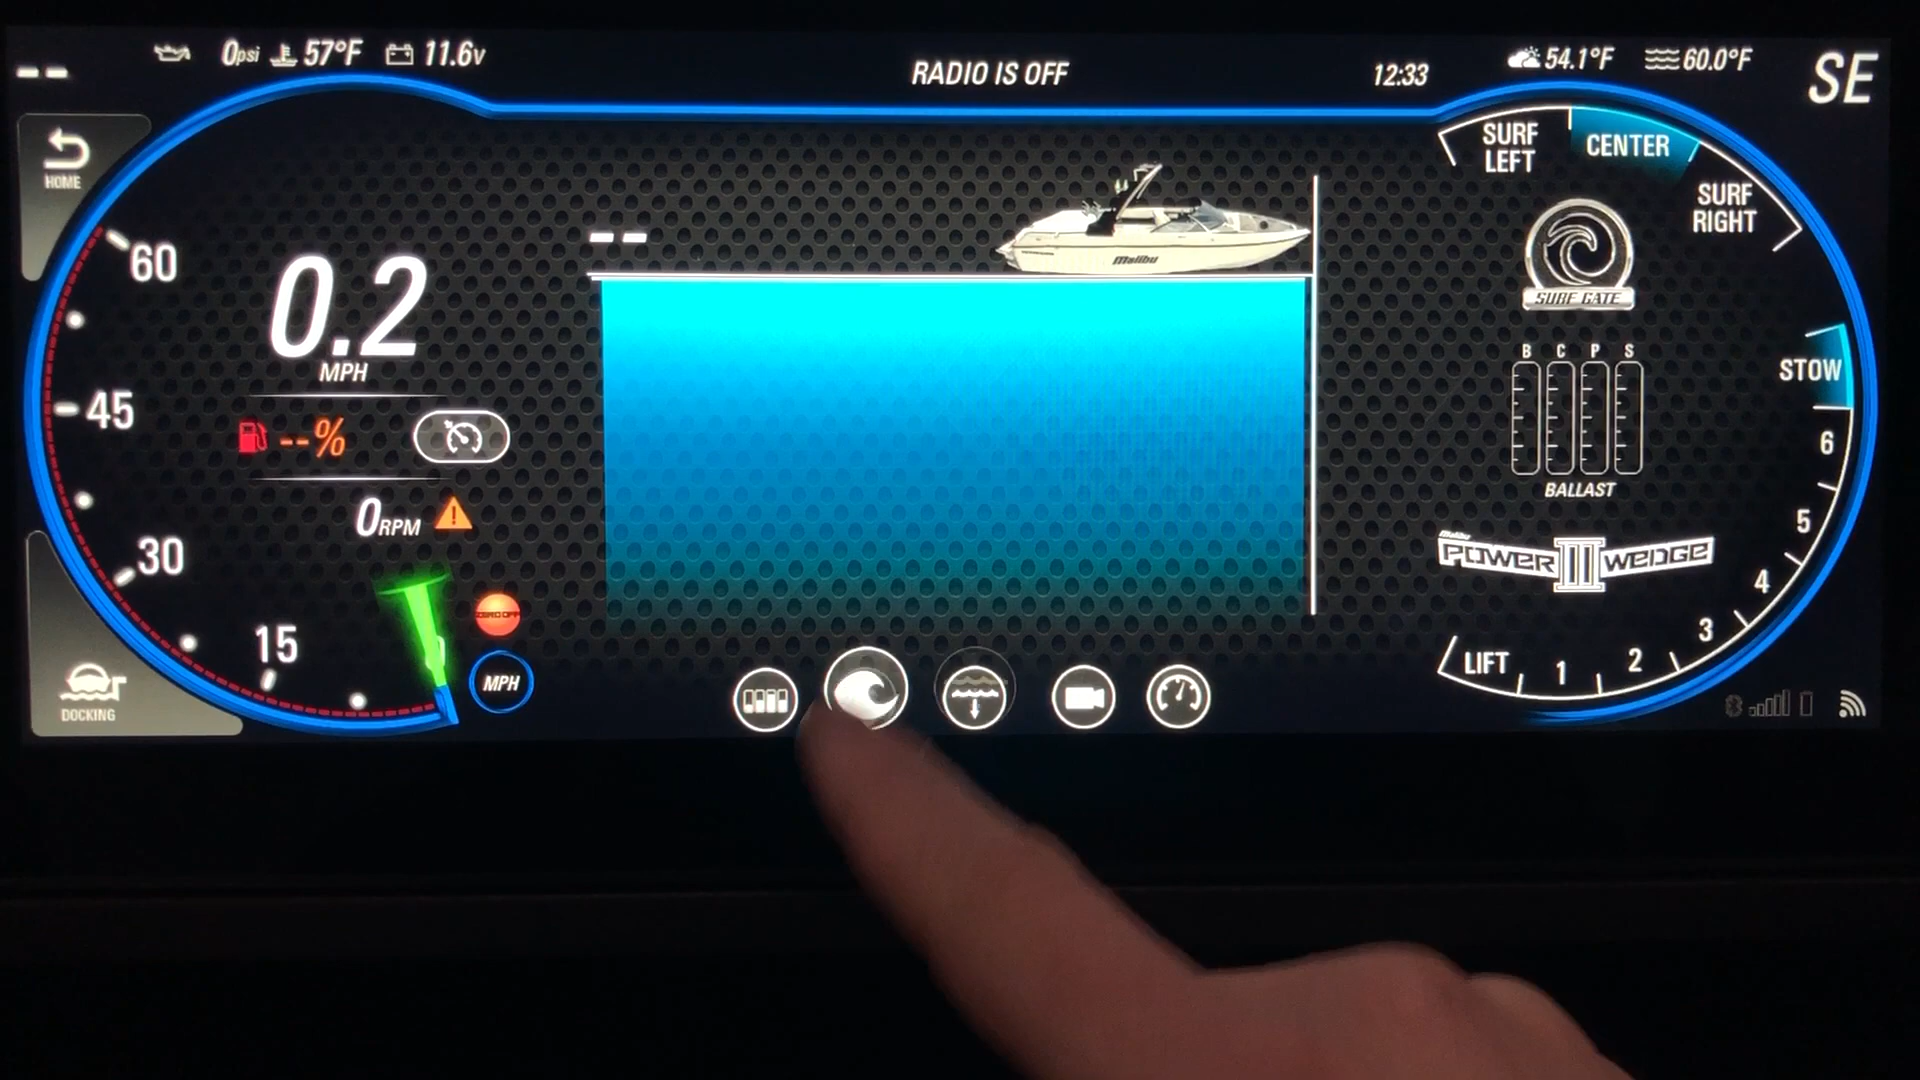 -- 0psi 57°F 11.6v
RADIO IS OFF
12:33
54.1°F 60.0°F
SE
HOME
SURF LEFT
CENTER
SURF RIGHT
60
45
30
15
0.2
MPH
--%
0RPM
MPH
--
Malibu
SURF GATE
B C P S
BALLAST
STOW
6
5
4
3
2
1
LIFT
Malibu
POWER III WEDGE
DOCKING
ZERO OFF